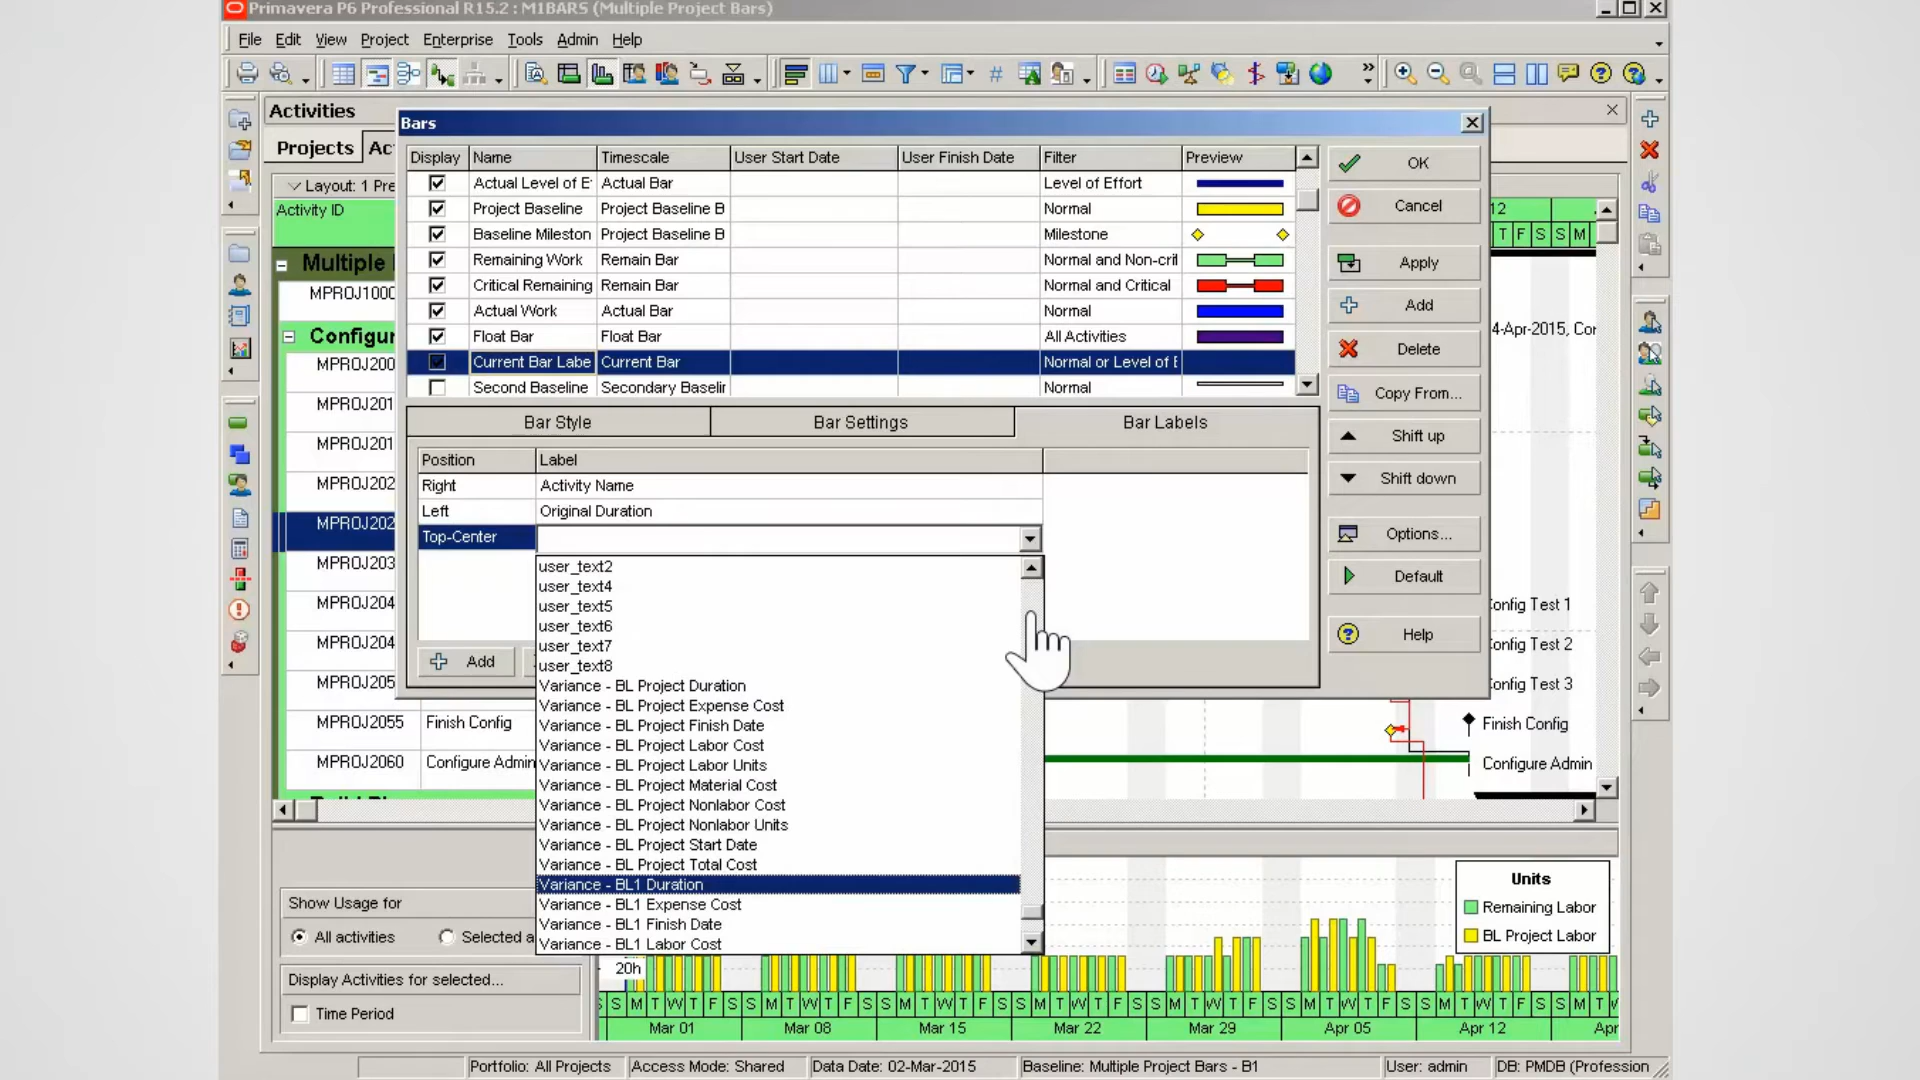 Primavera P6 Professional R15.2 : M1BARS (Multiple Project Bars)
File Edit View Project Enterprise Tools Admin Help
Activities
Projects Ac
Layout: 1 Pre
Activity ID
Multiple
MPROJ1000
Configur
MPROJ200
MPROJ201
MPROJ201
MPROJ202
MPROJ202
MPROJ203
MPROJ204
MPROJ204
MPROJ205
MPROJ2055 Finish Config
MPROJ2060 Configure Admin
Bars
Display Name Timescale User Start Date User Finish Date Filter Preview
Actual Level of E Actual Bar Level of Effort
Project Baseline Project Baseline B Normal
Baseline Mileston Project Baseline B Milestone
Remaining Work Remain Bar Normal and Non-crit
Critical Remaining Remain Bar Normal and Critical
Actual Work Actual Bar Normal
Float Bar Float Bar All Activities
Current Bar Labe Current Bar Normal or Level of E
Second Baseline Secondary Baselin Normal
Bar Style Bar Settings Bar Labels
Position Label
Right Activity Name
Left Original Duration
Top-Center
user_text2
user_text4
user_text5
user_text6
user_text7
user_text8
Variance - BL Project Duration
Variance - BL Project Expense Cost
Variance - BL Project Finish Date
Variance - BL Project Labor Cost
Variance - BL Project Labor Units
Variance - BL Project Material Cost
Variance - BL Project Nonlabor Cost
Variance - BL Project Nonlabor Units
Variance - BL Project Start Date
Variance - BL Project Total Cost
Variance - BL1 Duration
Variance - BL1 Expense Cost
Variance - BL1 Finish Date
Variance - BL1 Labor Cost
Add
OK
Cancel
Apply
Add
Delete
Copy From...
Shift up
Shift down
Options...
Default
Help
12
T F S S M
4-Apr-2015, Cor
onfig Test 1
onfig Test 2
onfig Test 3
Finish Config
Configure Admin
Show Usage for
All activities Selected a
Display Activities for selected...
Time Period
20h
Units
Remaining Labor
BL Project Labor
S S M T W T F S S M T W T F S S M T W T F S S M T W T F S S M T W T F S S M T W T F S S M T W T F S S M T W
Mar 01 Mar 08 Mar 15 Mar 22 Mar 29 Apr 05 Apr 12 Apr
Portfolio: All Projects Access Mode: Shared Data Date: 02-Mar-2015 Baseline: Multiple Project Bars - B1 User: admin DB: PMDB (Profession